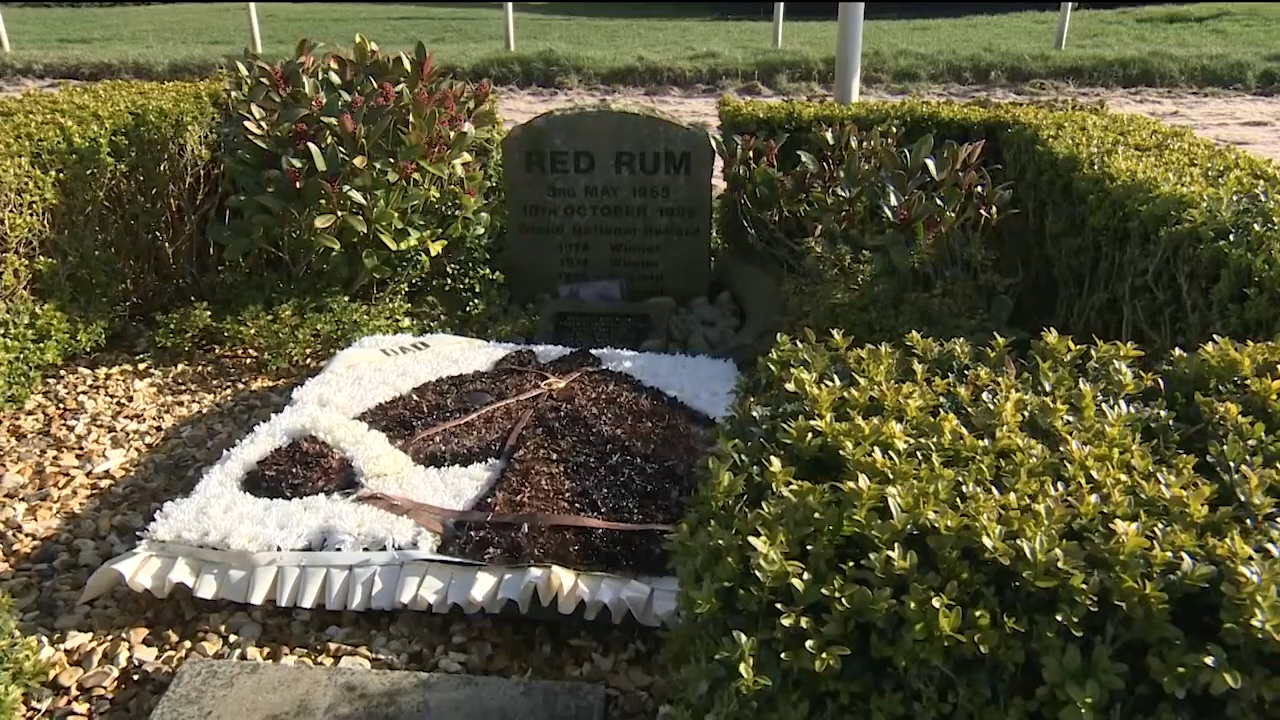 RED RUM
3RD MAY 1965
18TH OCTOBER 1995
Grand National Record
1973 Winner
1974 Winner
DAD